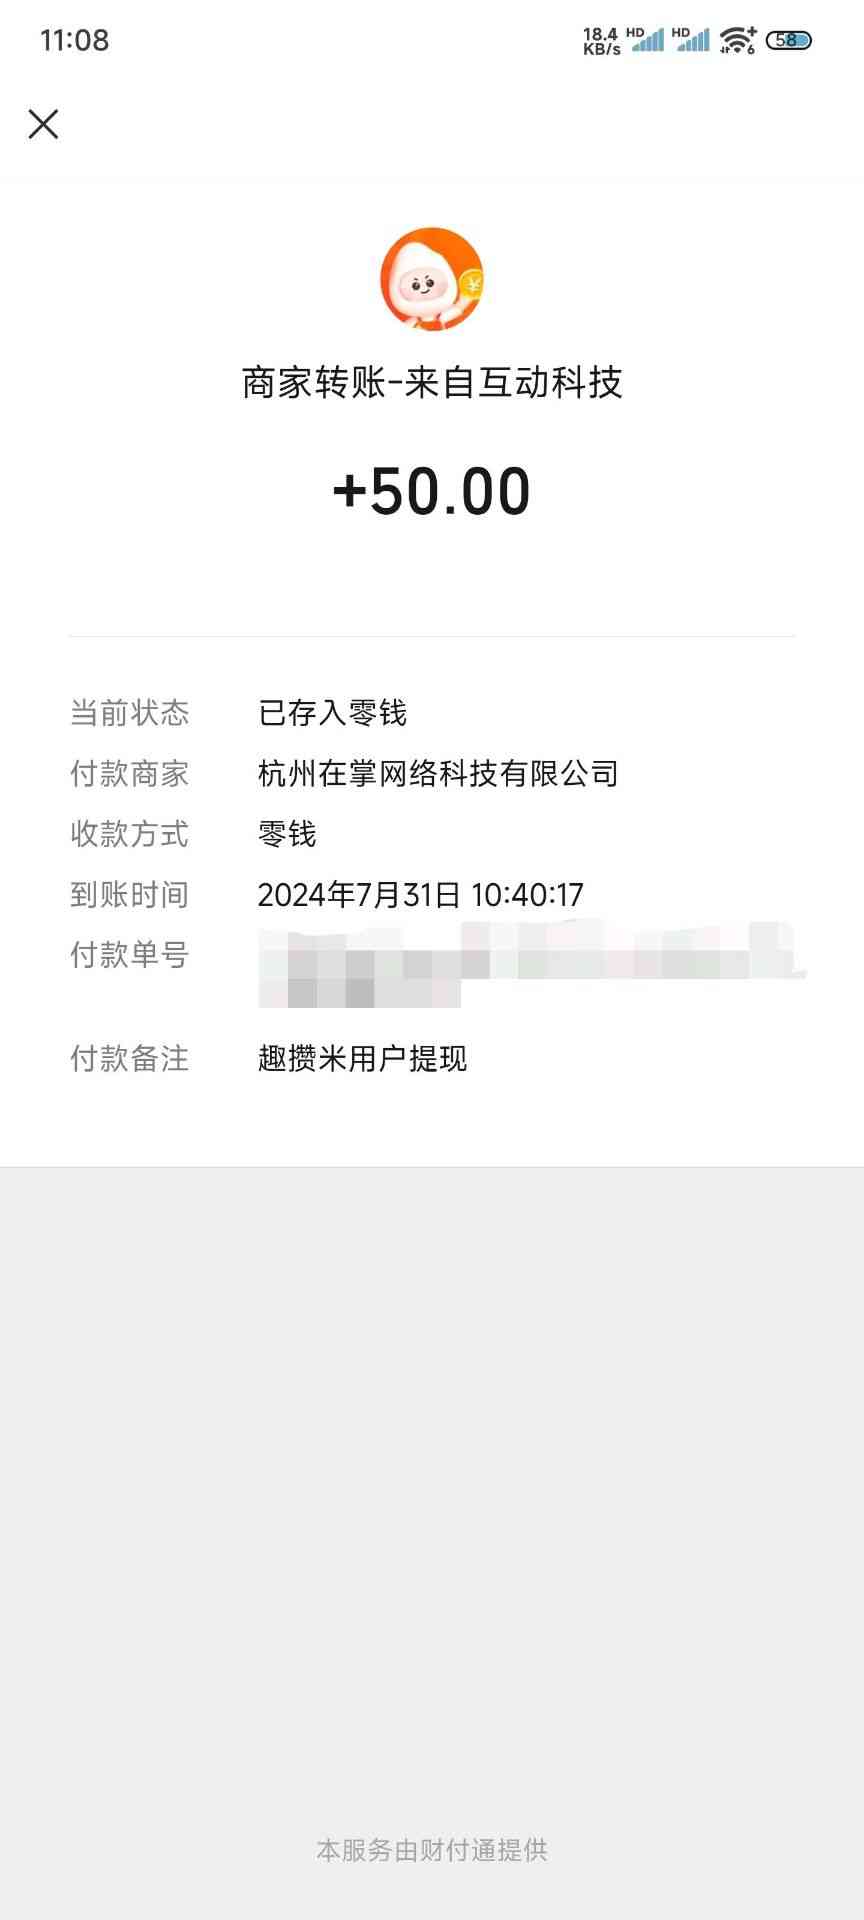 11:08
18.4 KB/s HD HD 6 58
¥
商家转账-来自互动科技
+50.00
当前状态 已存入零钱
付款商家 杭州在掌网络科技有限公司
收款方式 零钱
到账时间 2024年7月31日 10:40:17
付款单号
付款备注 趣攒米用户提现
本服务由财付通提供